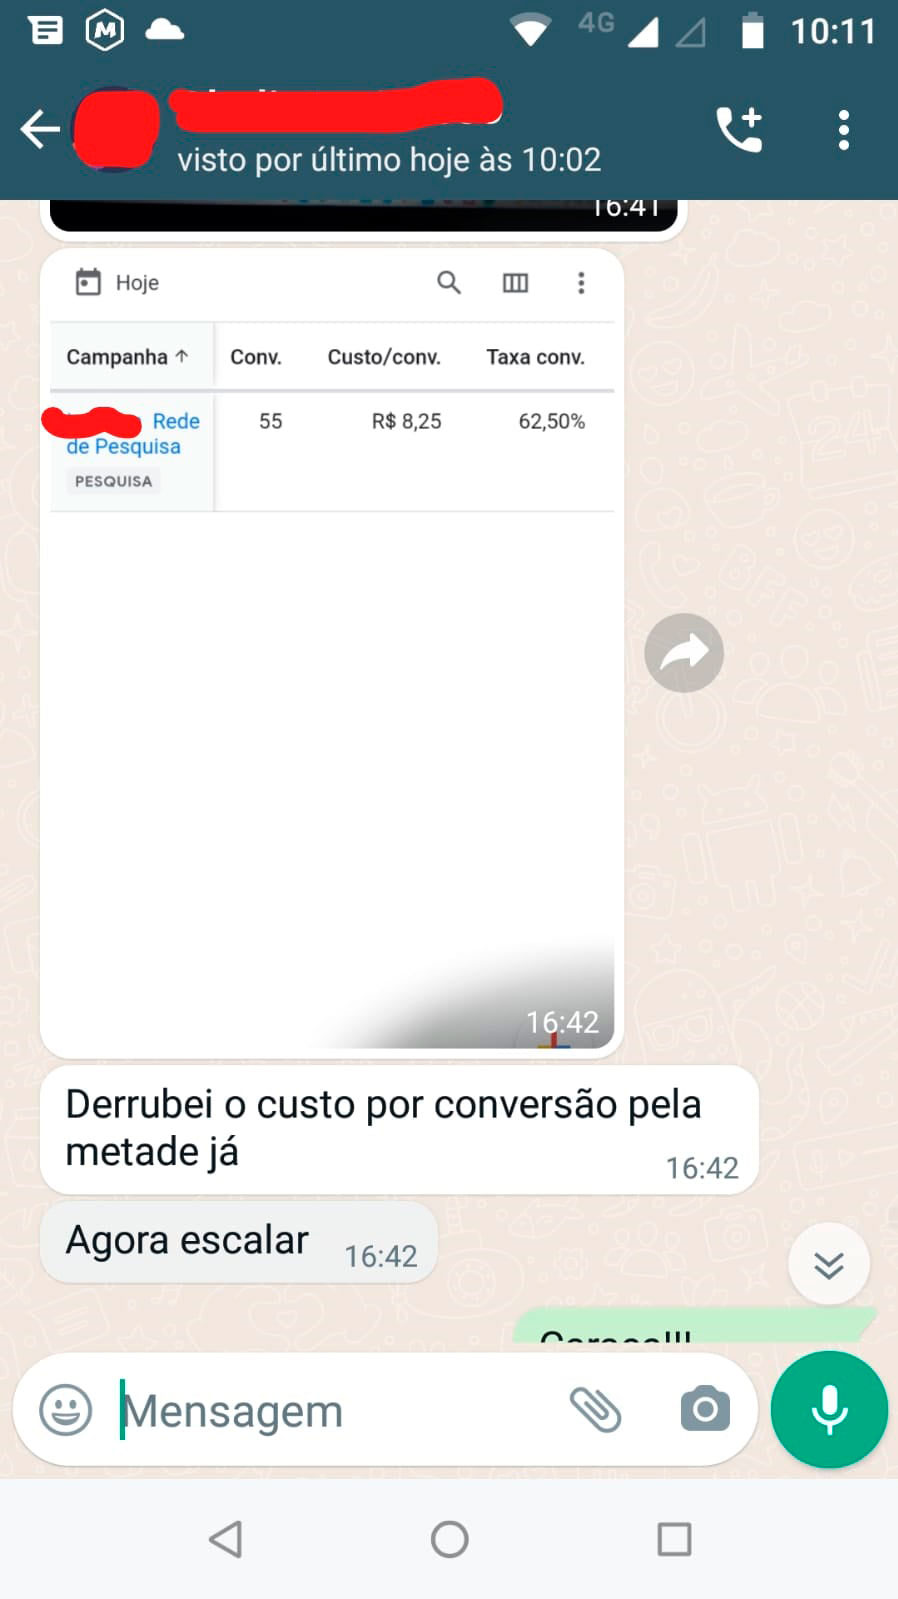 4G
10:11
visto por último hoje às 10:02
16:41
Hoje
Campanha ↑ Conv. Custo/conv. Taxa conv.
Rede 55 R$ 8,25 62,50%
de Pesquisa
PESQUISA
16:42
Derrubei o custo por conversão pela
metade já
16:42
Agora escalar 16:42
Mensagem